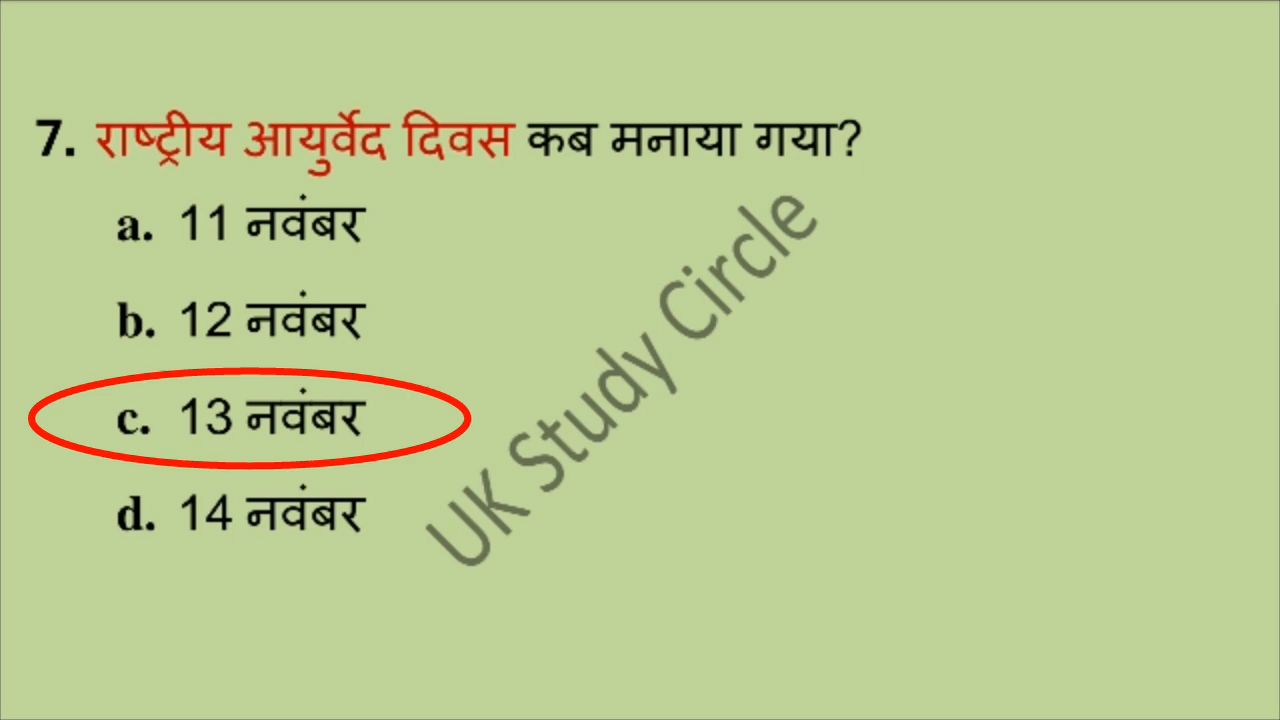 7. राष्ट्रीय आयुर्वेद दिवस कब मनाया गया?
a. 11 नवंबर
b. 12 नवंबर
c. 13 नवंबर
d. 14 नवंबर
UK Study Circle